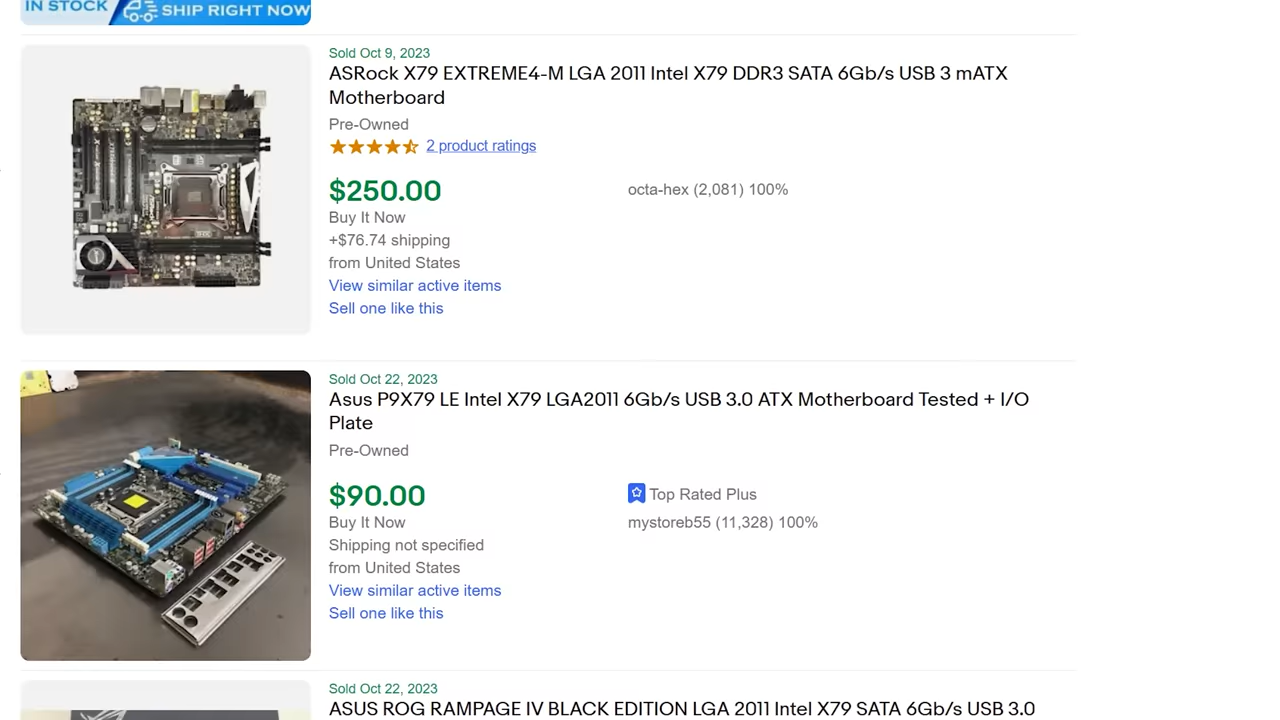 IN STOCK SHIP RIGHT NOW
Sold Oct 9, 2023
ASRock X79 EXTREME4-M LGA 2011 Intel X79 DDR3 SATA 6Gb/s USB 3 mATX
Motherboard
Pre-Owned
2 product ratings
$250.00
octa-hex (2,081) 100%
Buy It Now
+$76.74 shipping
from United States
View similar active items
Sell one like this
Sold Oct 22, 2023
Asus P9X79 LE Intel X79 LGA2011 6Gb/s USB 3.0 ATX Motherboard Tested + I/O
Plate
Pre-Owned
$90.00
Top Rated Plus
Buy It Now
mystoreb55 (11,328) 100%
Shipping not specified
from United States
View similar active items
Sell one like this
Sold Oct 22, 2023
ASUS ROG RAMPAGE IV BLACK EDITION LGA 2011 Intel X79 SATA 6Gb/s USB 3.0